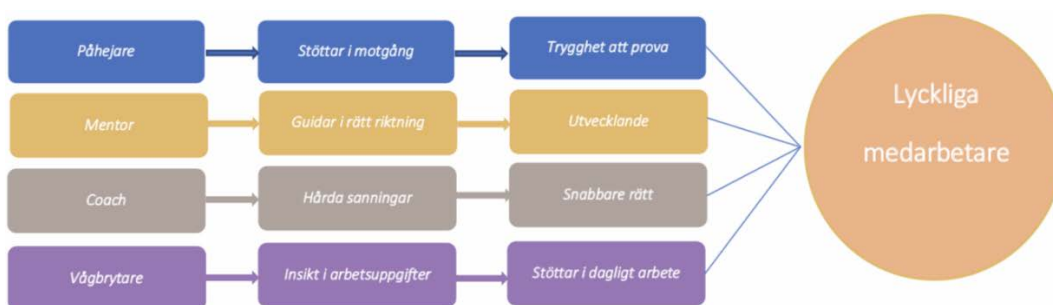 Påhejare
Stöttar i motgång
Trygghet att prova
Mentor
Guidar i rätt riktning
Utvecklande
Coach
Hårda sanningar
Snabbare rätt
Vågbrytare
Insikt i arbetsuppgifter
Stöttar i dagligt arbete
Lyckliga
medarbetare